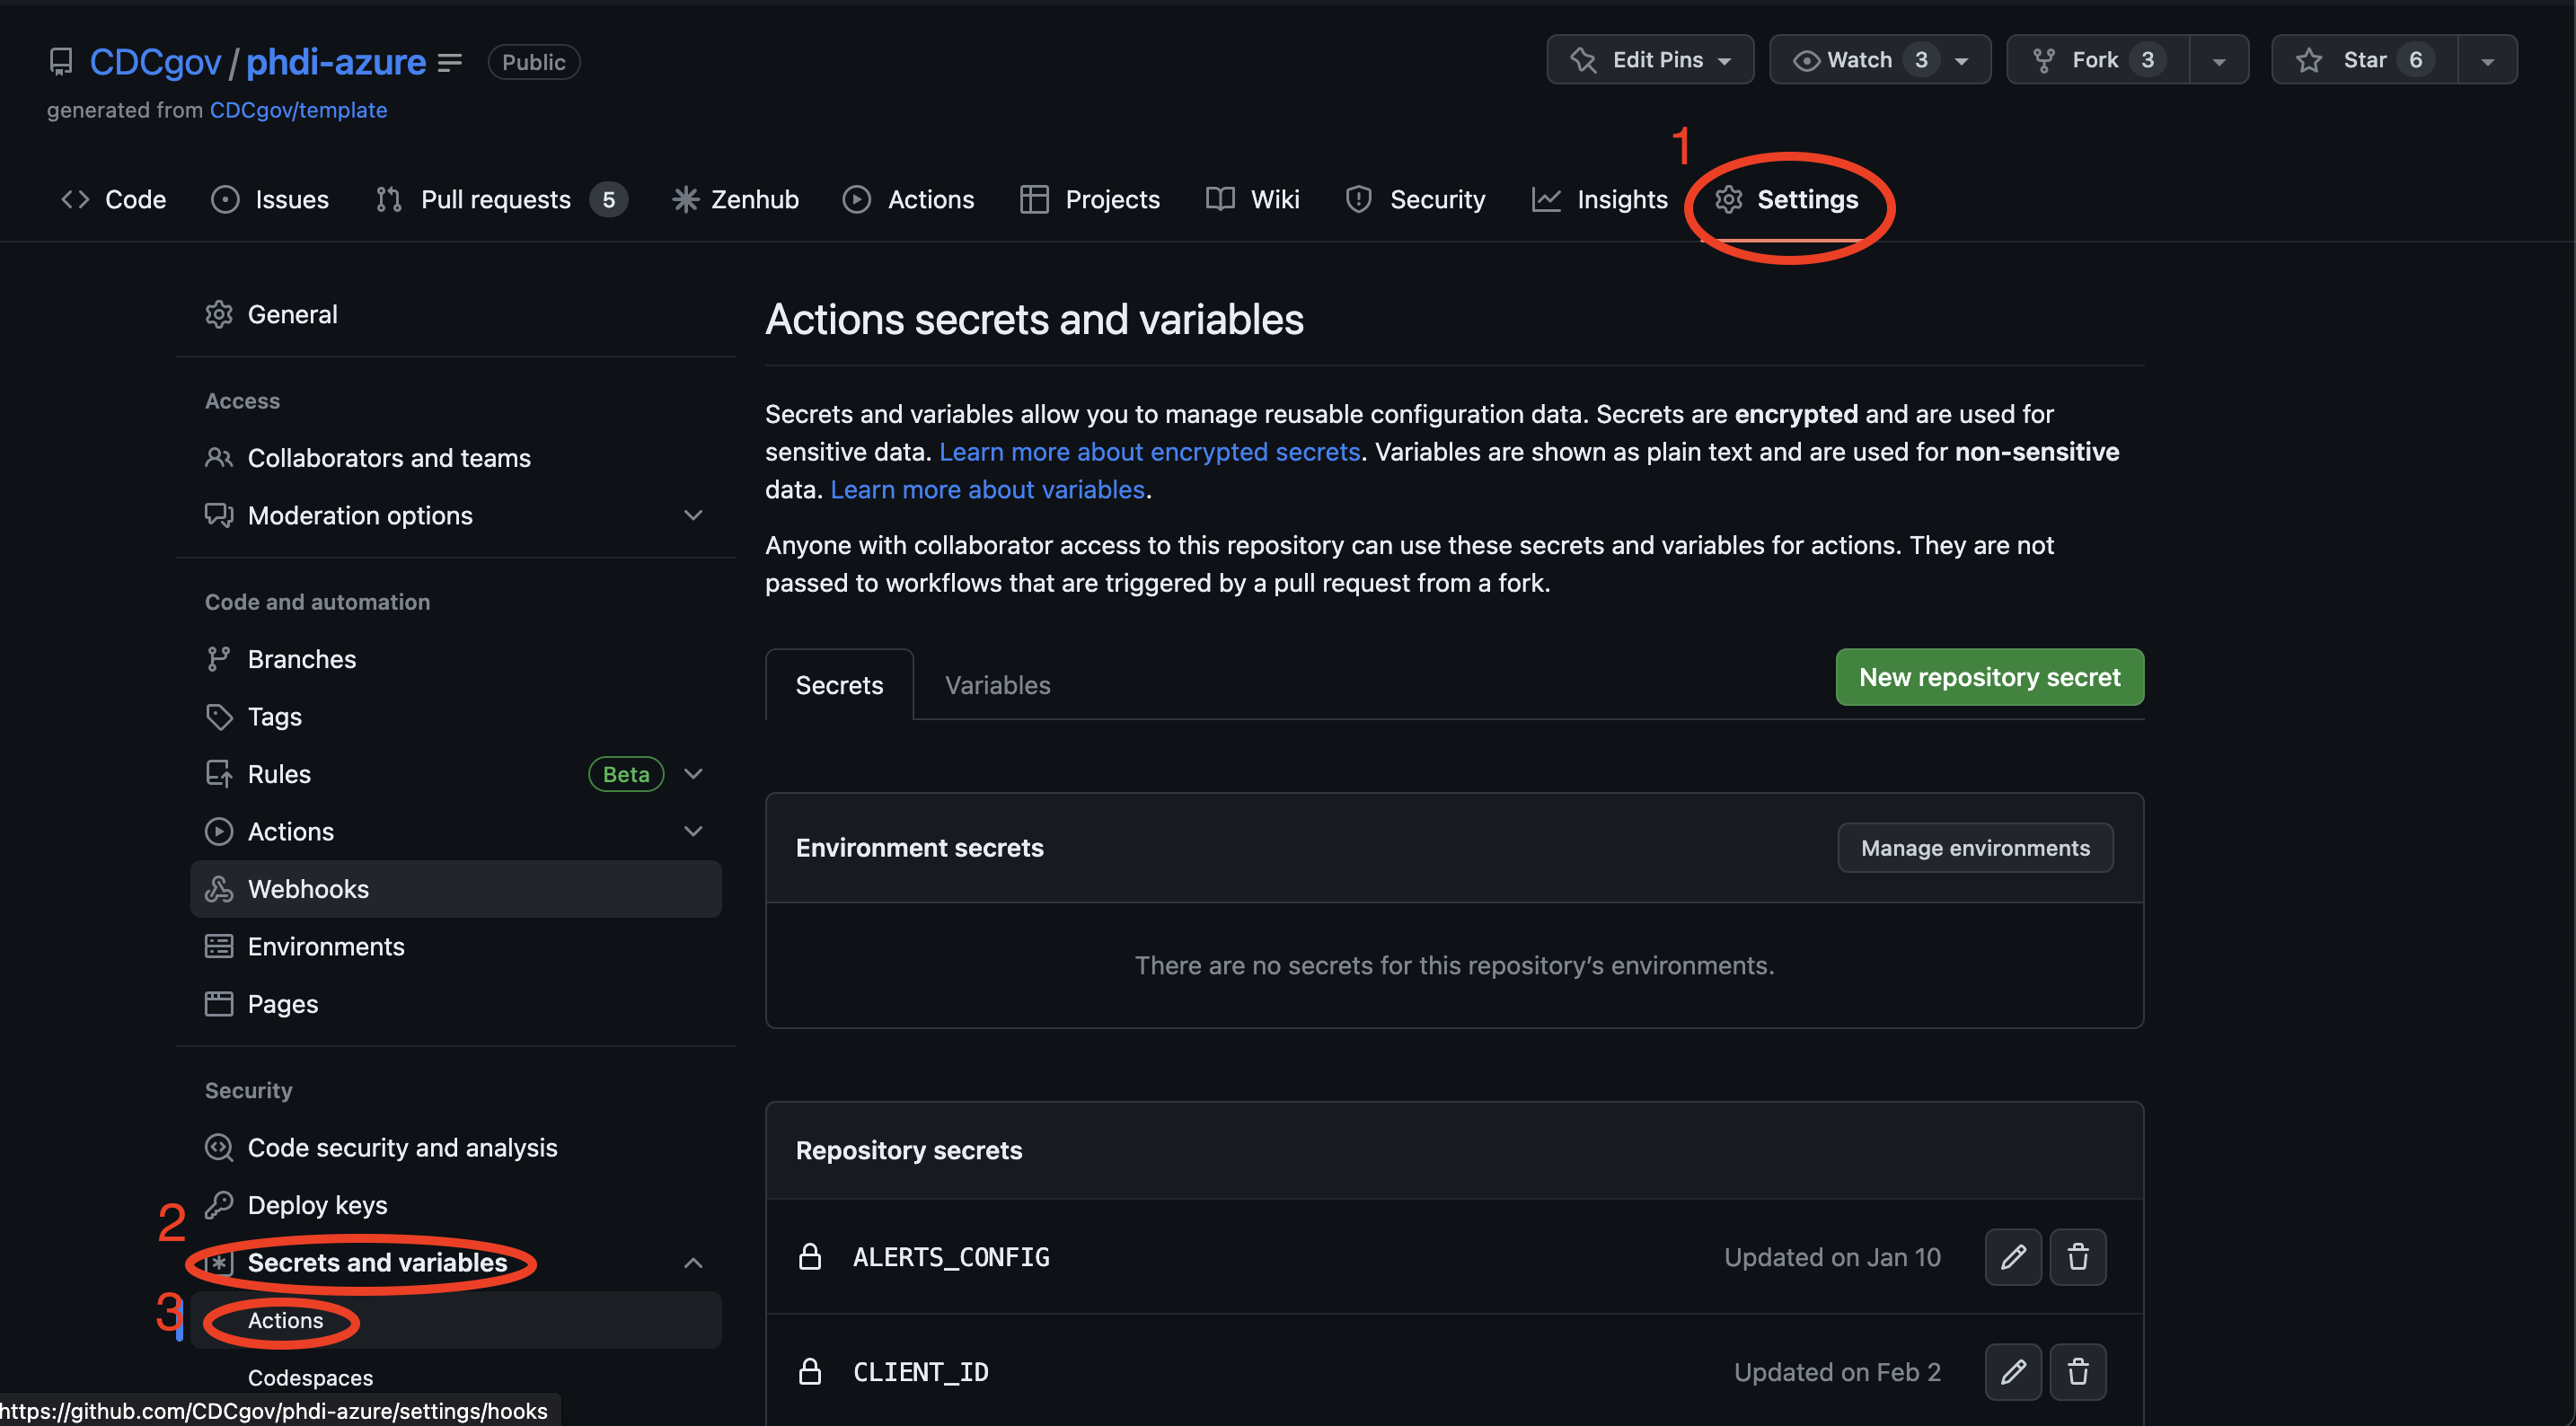 CDCgov / phdi-azure Public
Edit Pins Watch 3 Fork 3 Star 6
generated from CDCgov/template
1
Code Issues Pull requests 5 Zenhub Actions Projects Wiki Security Insights Settings
General
Access
Collaborators and teams
Moderation options
Code and automation
Branches
Tags
Rules Beta
Actions
Webhooks
Environments
Pages
Security
Code security and analysis
Deploy keys
2
Secrets and variables
3
Actions
Codespaces
https://github.com/CDCgov/phdi-azure/settings/hooks
Actions secrets and variables
Secrets and variables allow you to manage reusable configuration data. Secrets are encrypted and are used for
sensitive data. Learn more about encrypted secrets. Variables are shown as plain text and are used for non-sensitive
data. Learn more about variables.
Anyone with collaborator access to this repository can use these secrets and variables for actions. They are not
passed to workflows that are triggered by a pull request from a fork.
Secrets Variables New repository secret
Environment secrets Manage environments
There are no secrets for this repository’s environments.
Repository secrets
ALERTS_CONFIG Updated on Jan 10
CLIENT_ID Updated on Feb 2